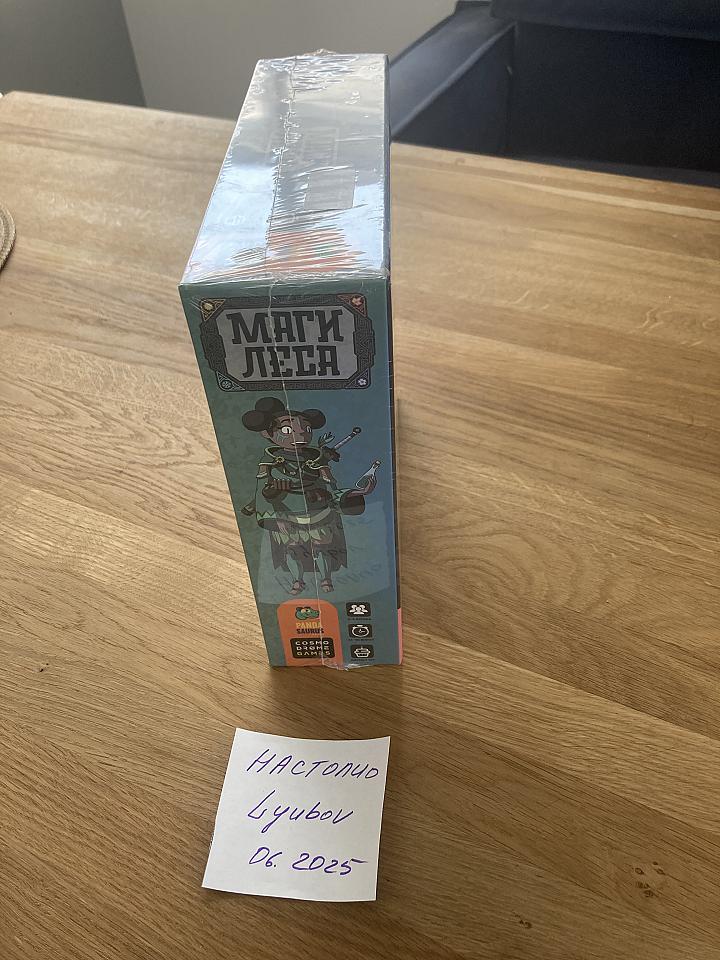 МАГИ
ЛЕСА
PANDA
SAURUS
COSMO
DROME
GAMES
НАСТОЛИО
Lyubov
06.2025